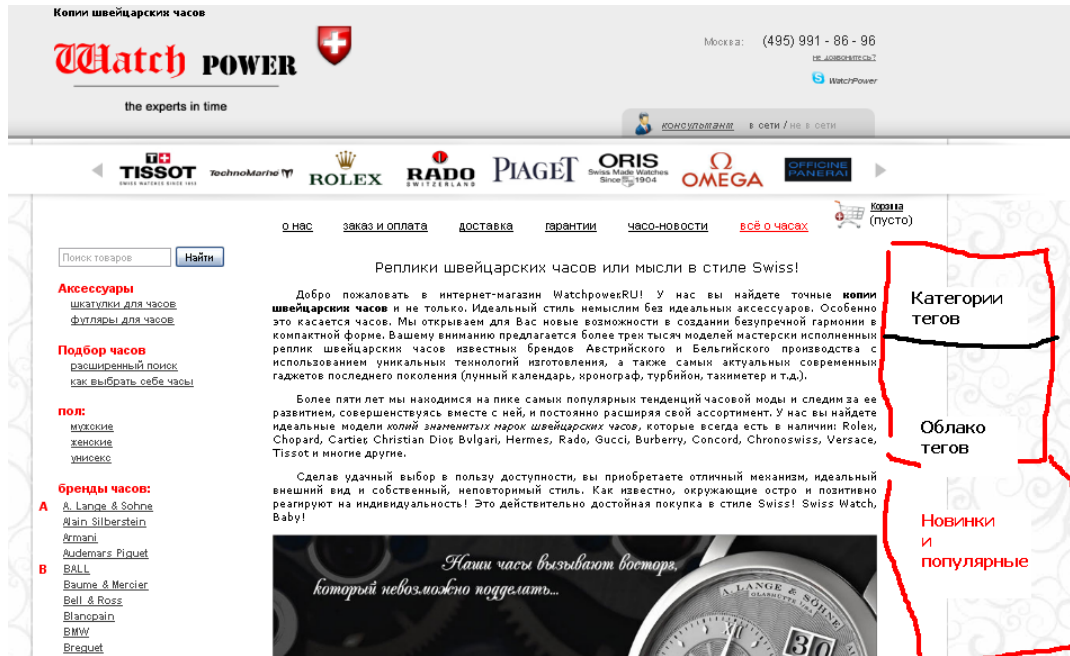 Копии швейцарских часов
Watch POWER
the experts in time
Москва: (495) 991 - 86 - 96
не дозвонитесь?
WatchPower
консультант в сети / не в сети
TISSOT
SWISS WATCHES SINCE 1853
TechnoMarine
ROLEX
RADO
SWITZERLAND
PIAGET
ORIS
Swiss Made Watches
Since 1904
OMEGA
OFFICINE
PANERAI
Корзина
(пусто)
о нас заказ и оплата доставка гарантии часо-новости всё о часах
Поиск товаров Найти
Аксессуары
шкатулки для часов
футляры для часов
Подбор часов
расширенный поиск
как выбрать себе часы
пол:
мужские
женские
унисекс
бренды часов:
A A. Lange & Sohne
Alain Silberstein
Armani
Audemars Piguet
B BALL
Baume & Mercier
Bell & Ross
Blancpain
BMW
Breguet
Реплики швейцарских часов или мысли в стиле Swiss!
Добро пожаловать в интернет-магазин WatchpowerRU! У нас вы найдете точные копии
швейцарских часов и не только. Идеальный стиль немыслим без идеальных аксессуаров. Особенно
это касается часов. Мы открываем для Вас новые возможности в создании безупречной гармонии в
компактной форме. Вашему вниманию предлагается более трех тысяч моделей мастерски исполненных
реплик швейцарских часов известных брендов Австрийского и Бельгийского производства с
использованием уникальных технологий изготовления, а также самых актуальных современных
гаджетов последнего поколения (лунный календарь, хронограф, турбийон, тахиметер и т.д.).
Более пяти лет мы находимся на пике самых популярных тенденций часовой моды и следим за ее
развитием, совершенствуясь вместе с ней, и постоянно расширяя свой ассортимент. У нас вы найдете
идеальные модели копий знаменитых марок швейцарских часов, которые всегда есть в наличии: Rolex,
Chopard, Cartier, Christian Dior, Bvlgari, Hermes, Rado, Gucci, Burberry, Concord, Chronoswiss, Versace,
Tissot и многие другие.
Сделав удачный выбор в пользу доступности, вы приобретаете отличный механизм, идеальный
внешний вид и собственный, неповторимый стиль. Как известно, окружающие остро и позитивно
реагируют на индивидуальность! Это действительно достойная покупка в стиле Swiss! Swiss Watch,
Baby!
Наши часы вызывают восторг,
который невозможно подделать...
A. LANGE & SÖHNE
30
Категории
тегов
Облако
тегов
Новинки
и
популярные